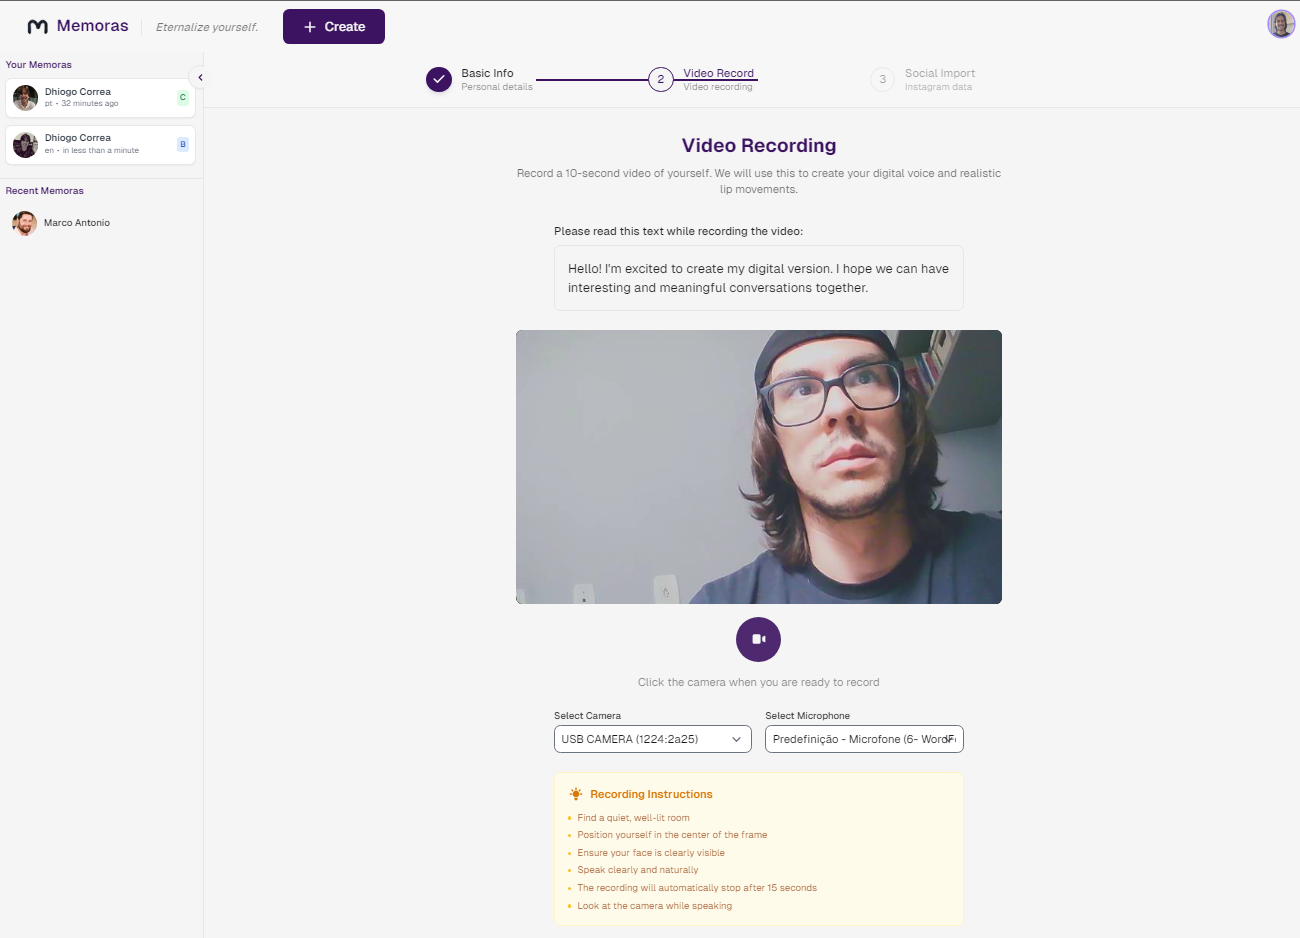 Memoras
Eternalize yourself.
+ Create
Your Memoras
Dhiogo Correa
pt • 32 minutes ago
C
Dhiogo Correa
en • in less than a minute
B
Recent Memoras
Marco Antonio
Basic Info
Personal details
2
Video Record
Video recording
3
Social Import
Instagram data
Video Recording
Record a 10-second video of yourself. We will use this to create your digital voice and realistic
lip movements.
Please read this text while recording the video:
Hello! I'm excited to create my digital version. I hope we can have
interesting and meaningful conversations together.
Click the camera when you are ready to record
Select Camera
USB CAMERA (1224:2a25)
Select Microphone
Predefinição - Microfone (6-
Recording Instructions
• Find a quiet, well-lit room
• Position yourself in the center of the frame
• Ensure your face is clearly visible
• Speak clearly and naturally
• The recording will automatically stop after 15 seconds
• Look at the camera while speaking